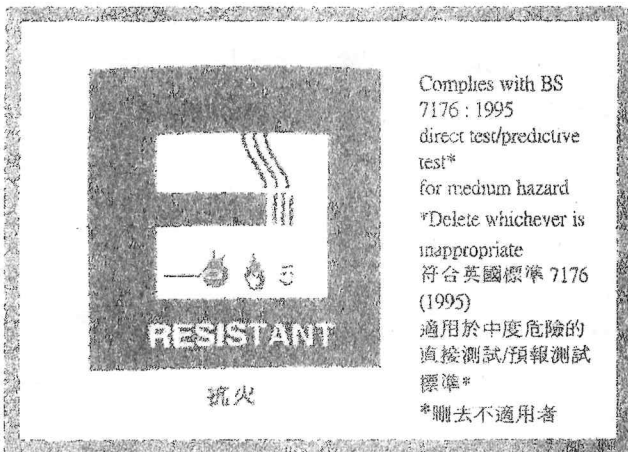 5
RESISTANT
抗火
Complies with BS
7176 : 1995
direct test/predictive
test*
for medium hazard
*Delete whichever is
inappropriate
符合英國標準 7176
(1995)
適用於中度危險的
直接測試/預報測試
標準*
*刪去不適用者